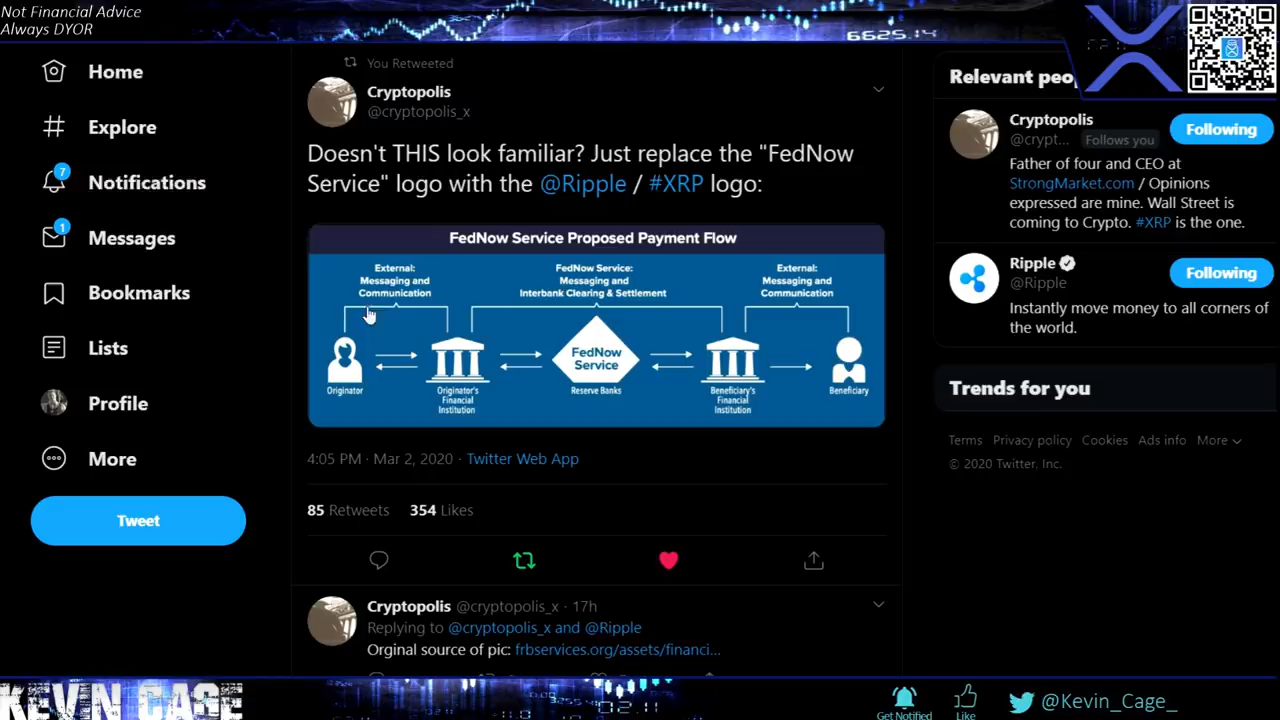 Not Financial Advice
Always DYOR
6625.14
Home
Explore
7
Notifications
1
Messages
Bookmarks
Lists
Profile
More
Tweet
You Retweeted
Cryptopolis
@cryptopolis_x
Doesn't THIS look familiar? Just replace the "FedNow
Service" logo with the @Ripple / #XRP logo:
FedNow Service Proposed Payment Flow
External:
Messaging and
Communication
FedNow Service:
Messaging and
Interbank Clearing & Settlement
External:
Messaging and
Communication
FedNow
Service
Originator
Originator's
Financial
Institution
Reserve Banks
Beneficiary's
Financial
Institution
Beneficiary
4:05 PM · Mar 2, 2020 · Twitter Web App
85 Retweets 354 Likes
Cryptopolis @cryptopolis_x · 17h
Replying to @cryptopolis_x and @Ripple
Orginal source of pic: frbservices.org/assets/financi...
Relevant peo
Cryptopolis
@crypt... Follows you
Following
Father of four and CEO at
StrongMarket.com / Opinions
expressed are mine. Wall Street is
coming to Crypto. #XRP is the one.
Ripple
@Ripple
Following
Instantly move money to all corners of
the world.
Trends for you
Terms Privacy policy Cookies Ads info More
© 2020 Twitter, Inc.
KEVIN CAGE
Get Notified
Like
@Kevin_Cage_